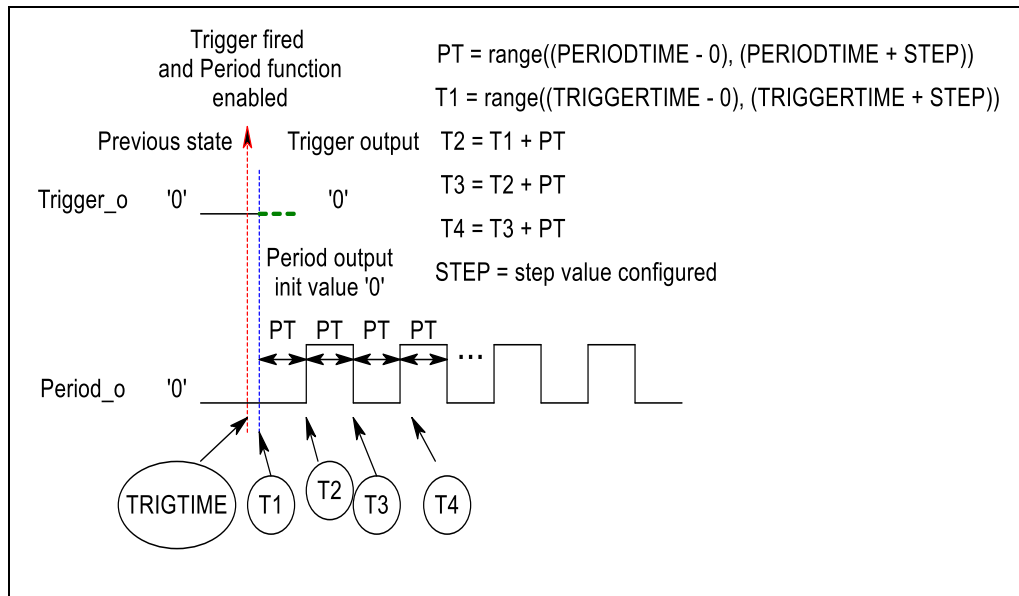 Trigger fired
and Period function
enabled
PT = range((PERIODTIME - 0), (PERIODTIME + STEP))
T1 = range((TRIGGERTIME - 0), (TRIGGERTIME + STEP))
Previous state
Trigger output
T2 = T1 + PT
Trigger_o
'0'
'0'
T3 = T2 + PT
T4 = T3 + PT
Period output
init value '0'
STEP = step value configured
PT PT PT PT
...
Period_o
'0'
TRIGTIME
T1
T2
T3
T4